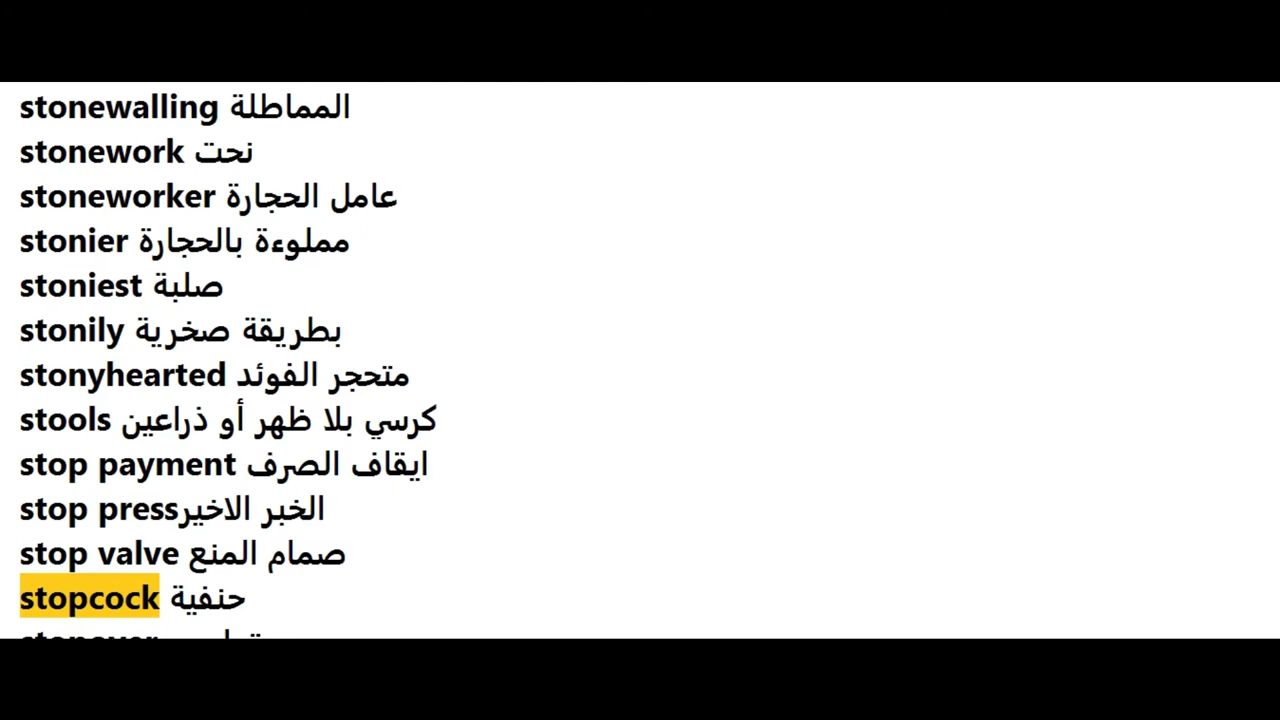 stonewalling المماطلة
stonework نحت
stoneworker عامل الحجارة
stonier مملوءة بالحجارة
stoniest صلبة
stonily بطريقة صخرية
stonyhearted متحجر الفوئد
stools كرسي بلا ظهر أو ذراعين
stop payment ايقاف الصرف
stop pressالخبر الاخير
stop valve صمام المنع
stopcock حنفية
stopover